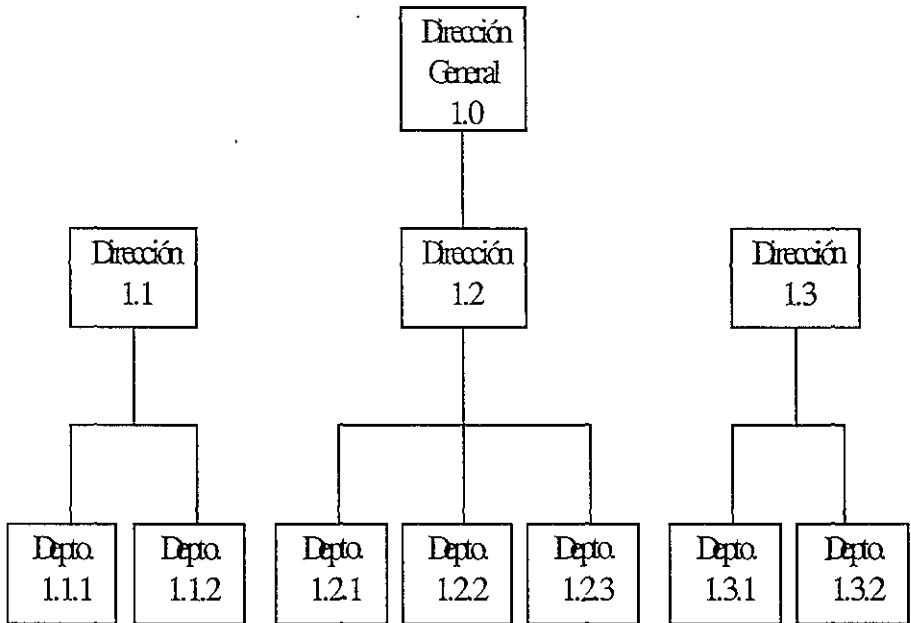 Dirección
General
1.0
Dirección
1.1
Dirección
1.2
Dirección
1.3
Depto.
1.1.1
Depto.
1.1.2
Depto.
1.2.1
Depto.
1.2.2
Depto.
1.2.3
Depto.
1.3.1
Depto.
1.3.2